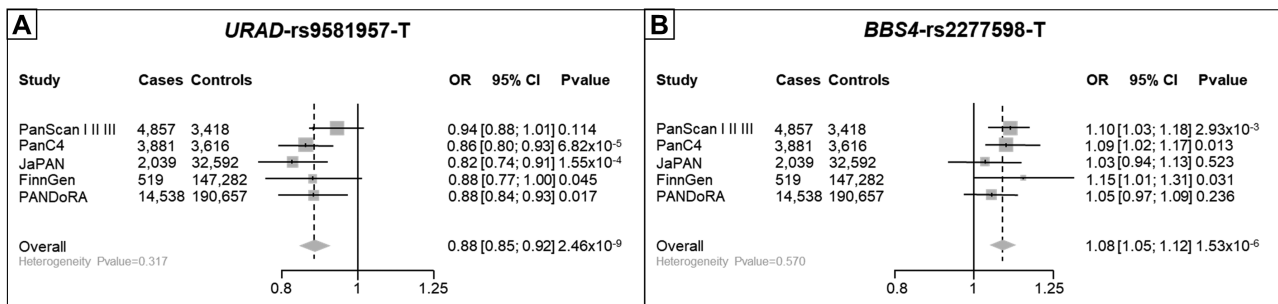 A
URAD-rs9581957-T
Study Cases Controls OR 95% CI Pvalue
PanScan I II III 4,857 3,418 0.94 [0.88; 1.01] 0.114
PanC4 3,881 3,616 0.86 [0.80; 0.93] 6.82x10-5
JaPAN 2,039 32,592 0.82 [0.74; 0.91] 1.55x10-4
FinnGen 519 147,282 0.88 [0.77; 1.00] 0.045
PANDoRA 14,538 190,657 0.88 [0.84; 0.93] 0.017
Overall 0.88 [0.85; 0.92] 2.46x10-9
Heterogeneity Pvalue=0.317
0.8 1 1.25
B
BBS4-rs2277598-T
Study Cases Controls OR 95% CI Pvalue
PanScan I II III 4,857 3,418 1.10 [1.03; 1.18] 2.93x10-3
PanC4 3,881 3,616 1.09 [1.02; 1.17] 0.013
JaPAN 2,039 32,592 1.03 [0.94; 1.13] 0.523
FinnGen 519 147,282 1.15 [1.01; 1.31] 0.031
PANDoRA 14,538 190,657 1.05 [0.97; 1.09] 0.236
Overall 1.08 [1.05; 1.12] 1.53x10-6
Heterogeneity Pvalue=0.570
0.8 1 1.25